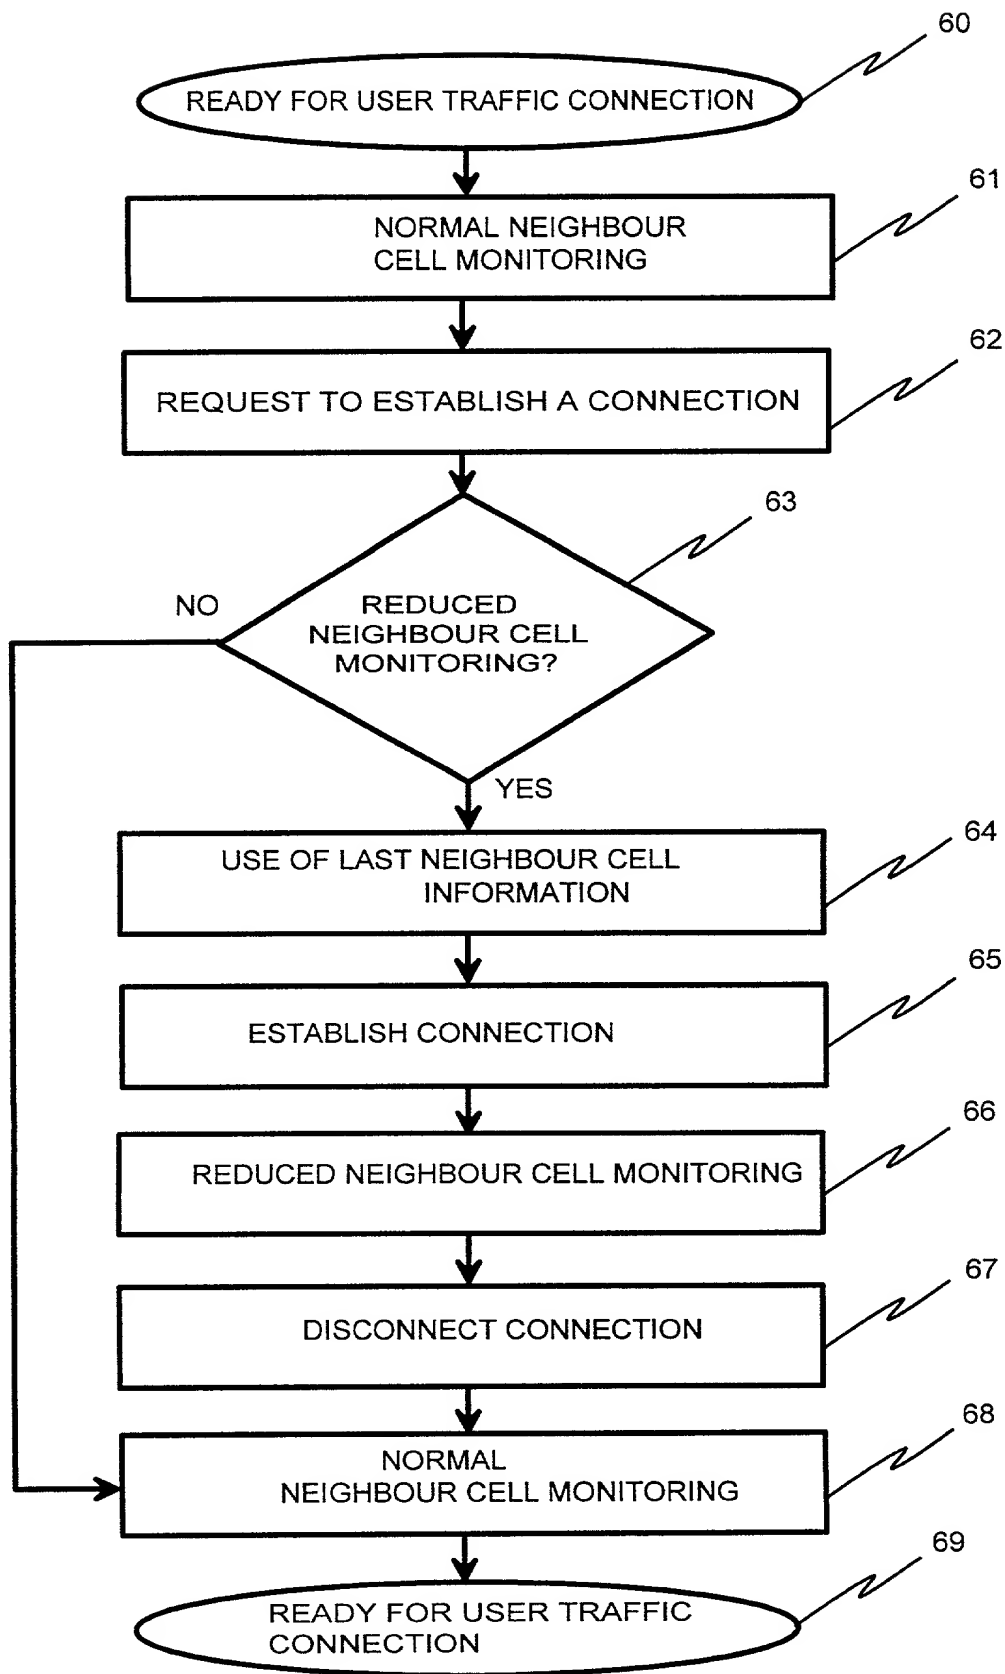 60
READY FOR USER TRAFFIC CONNECTION
61
NORMAL NEIGHBOUR
CELL MONITORING
62
REQUEST TO ESTABLISH A CONNECTION
63
NO
REDUCED
NEIGHBOUR CELL
MONITORING?
YES
64
USE OF LAST NEIGHBOUR CELL
INFORMATION
65
ESTABLISH CONNECTION
66
REDUCED NEIGHBOUR CELL MONITORING
67
DISCONNECT CONNECTION
68
NORMAL
NEIGHBOUR CELL MONITORING
69
READY FOR USER TRAFFIC
CONNECTION